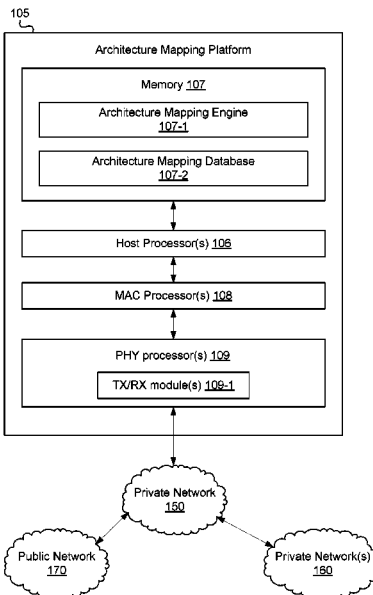 105
Architecture Mapping Platform
Memory 107
Architecture Mapping Engine
107-1
Architecture Mapping Database
107-2
Host Processor(s) 106
MAC Processor(s) 108
PHY processor(s) 109
TX/RX module(s) 109-1
Private Network
150
Public Network
170
Private Network(s)
160